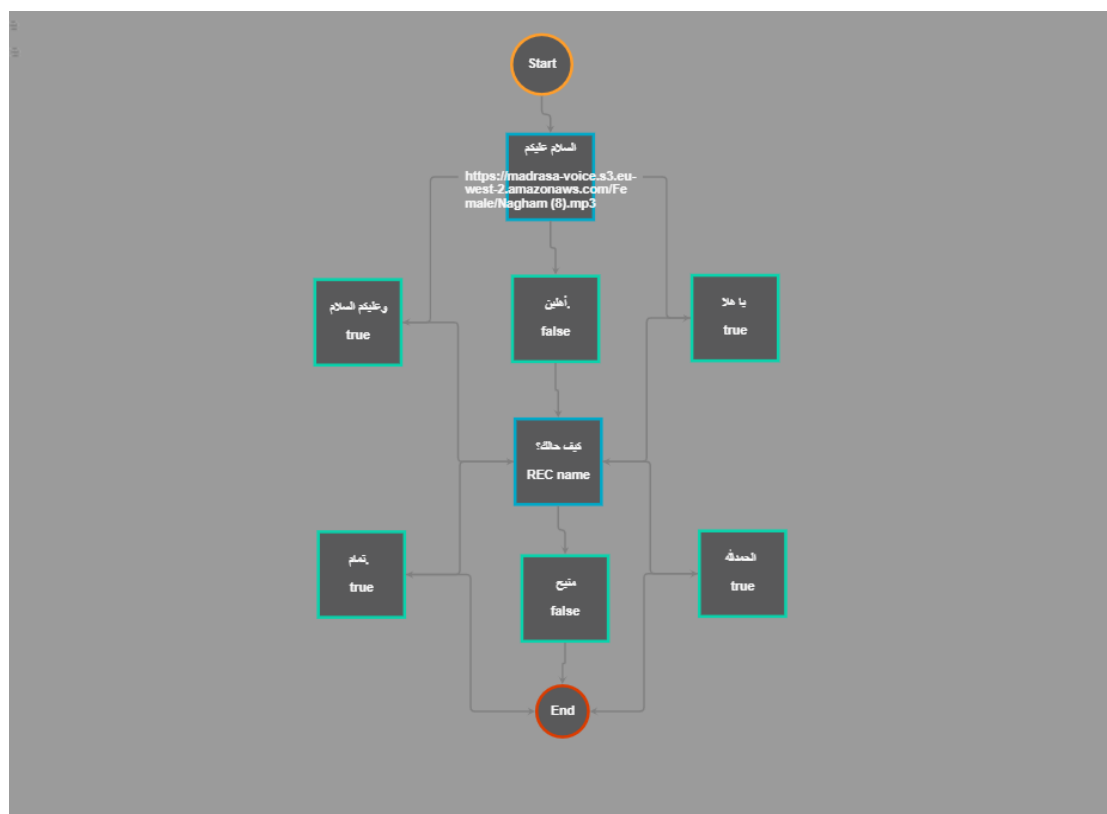 Start
السلام عليكم
https://madrasa-voice.s3.eu-
west-2.amazonaws.com/Fe
male/Nagham (8).mp3
وعليكم السلام
true
.أهلين
false
يا هلا
true
كيف حالك؟
REC name
.تمام
true
منيح
false
الحمدلله
true
End